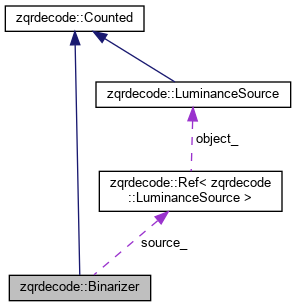 zqrdecode::Counted
zqrdecode::LuminanceSource
object_
zqrdecode::Ref< zqrdecode
::LuminanceSource >
source_
zqrdecode::Binarizer